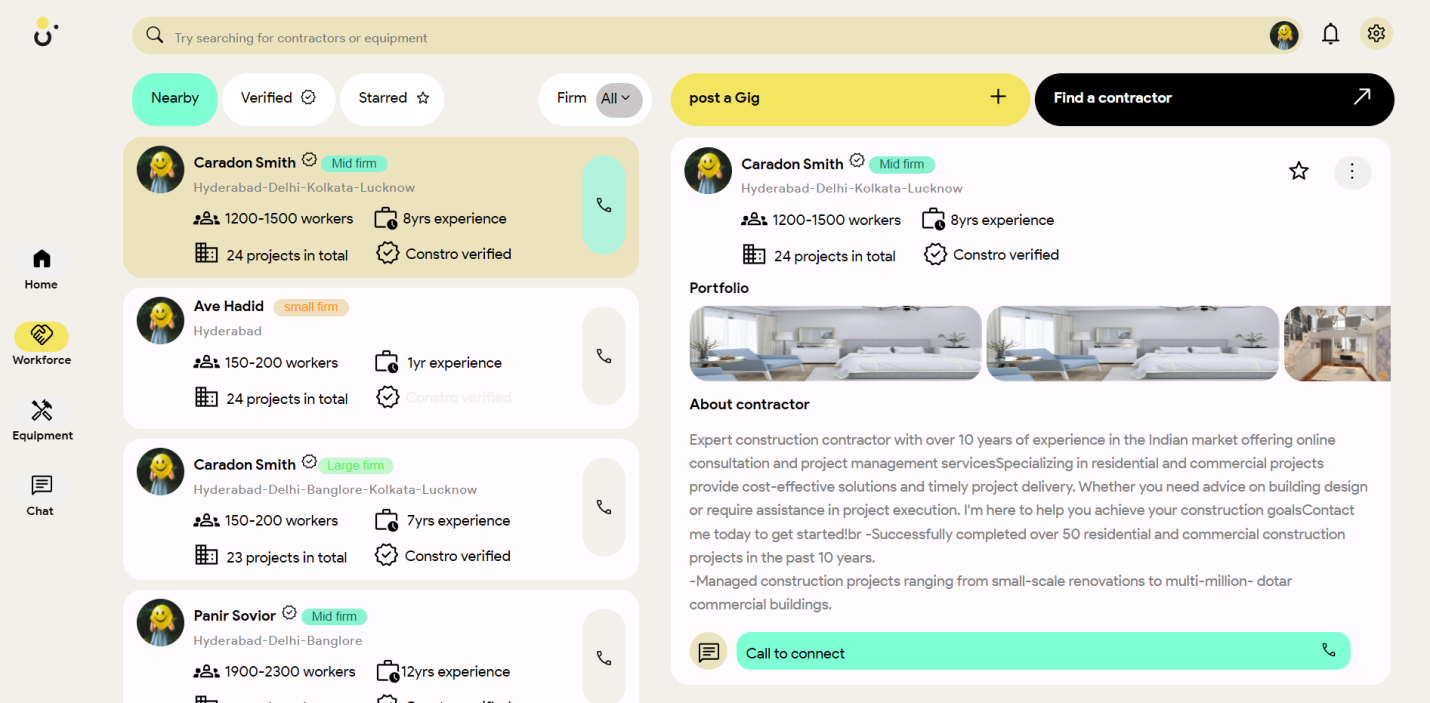 Try searching for contractors or equipment
Nearby
Verified
Starred
Firm
All
post a Gig
Find a contractor
Home
Workforce
Equipment
Chat
Caradon Smith
Mid firm
Hyderabad-Delhi-Kolkata-Lucknow
1200-1500 workers
8yrs experience
24 projects in total
Constro verified
Ave Hadid
small firm
Hyderabad
150-200 workers
1yr experience
24 projects in total
Constro verified
Caradon Smith
Large firm
Hyderabad-Delhi-Banglore-Kolkata-Lucknow
150-200 workers
7yrs experience
23 projects in total
Constro verified
Panir Sovior
Mid firm
Hyderabad-Delhi-Banglore
1900-2300 workers
12yrs experience
Caradon Smith
Mid firm
Hyderabad-Delhi-Kolkata-Lucknow
1200-1500 workers
8yrs experience
24 projects in total
Constro verified
Portfolio
About contractor
Expert construction contractor with over 10 years of experience in the Indian market offering online
consultation and project management servicesSpecializing in residential and commercial projects
provide cost-effective solutions and timely project delivery. Whether you need advice on building design
or require assistance in project execution. I'm here to help you achieve your construction goalsContact
me today to get started!br -Successfully completed over 50 residential and commercial construction
projects in the past 10 years.
-Managed construction projects ranging from small-scale renovations to multi-million- dotar
commercial buildings.
Call to connect